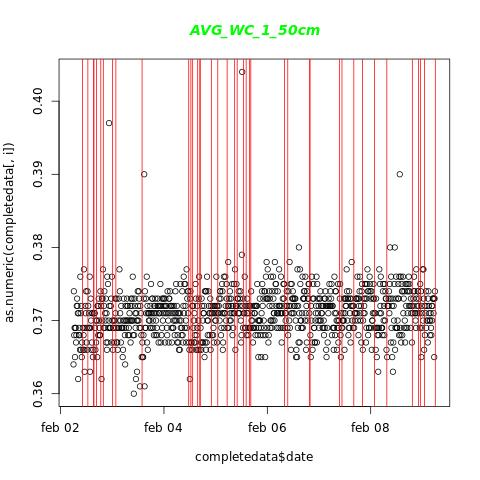 AVG_WC_1_50cm
as.numeric(completedata[, i])
0.40
0.39
0.38
0.37
0.36
feb 02
feb 04
feb 06
feb 08
completedata$date